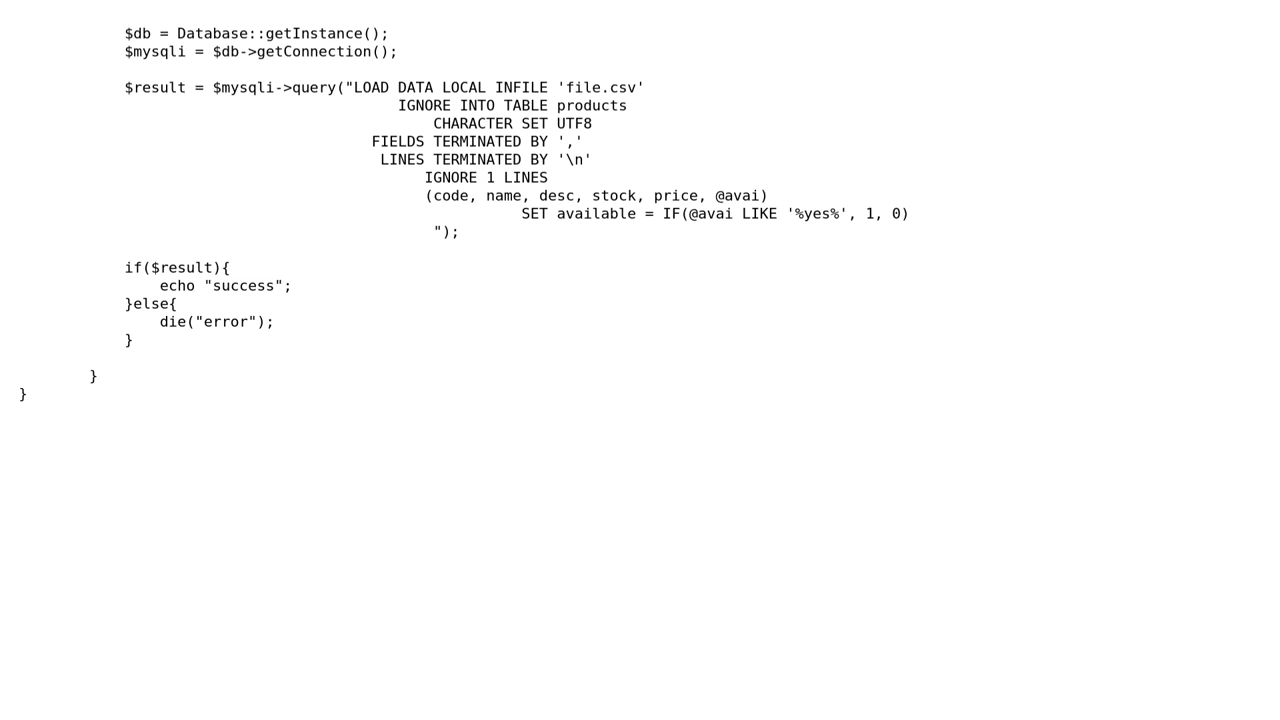 $db = Database::getInstance();
$mysqli = $db->getConnection();
$result = $mysqli->query("LOAD DATA LOCAL INFILE 'file.csv'
IGNORE INTO TABLE products
CHARACTER SET UTF8
FIELDS TERMINATED BY ','
LINES TERMINATED BY '\n'
IGNORE 1 LINES
(code, name, desc, stock, price, @avai)
SET available = IF(@avai LIKE '%yes%', 1, 0)
");
if($result){
echo "success";
}else{
die("error");
}
}
}